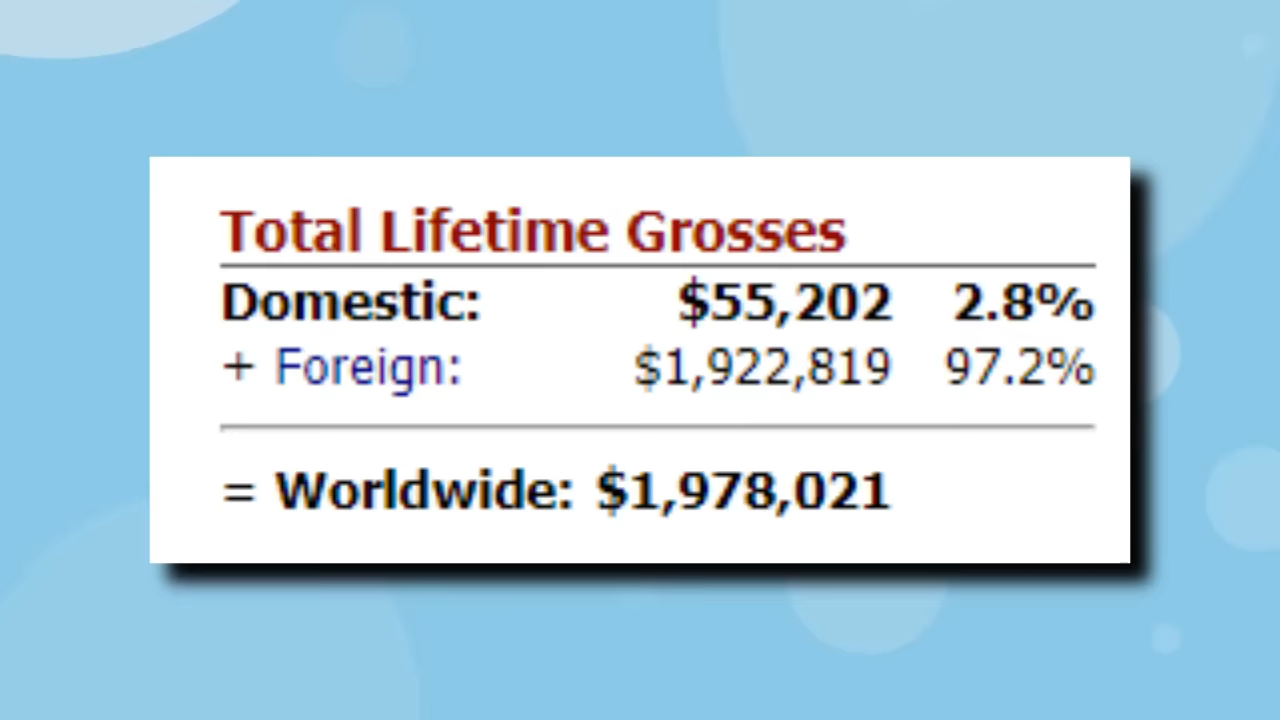 Total Lifetime Grosses
Domestic: $55,202 2.8%
+ Foreign: $1,922,819 97.2%
= Worldwide: $1,978,021